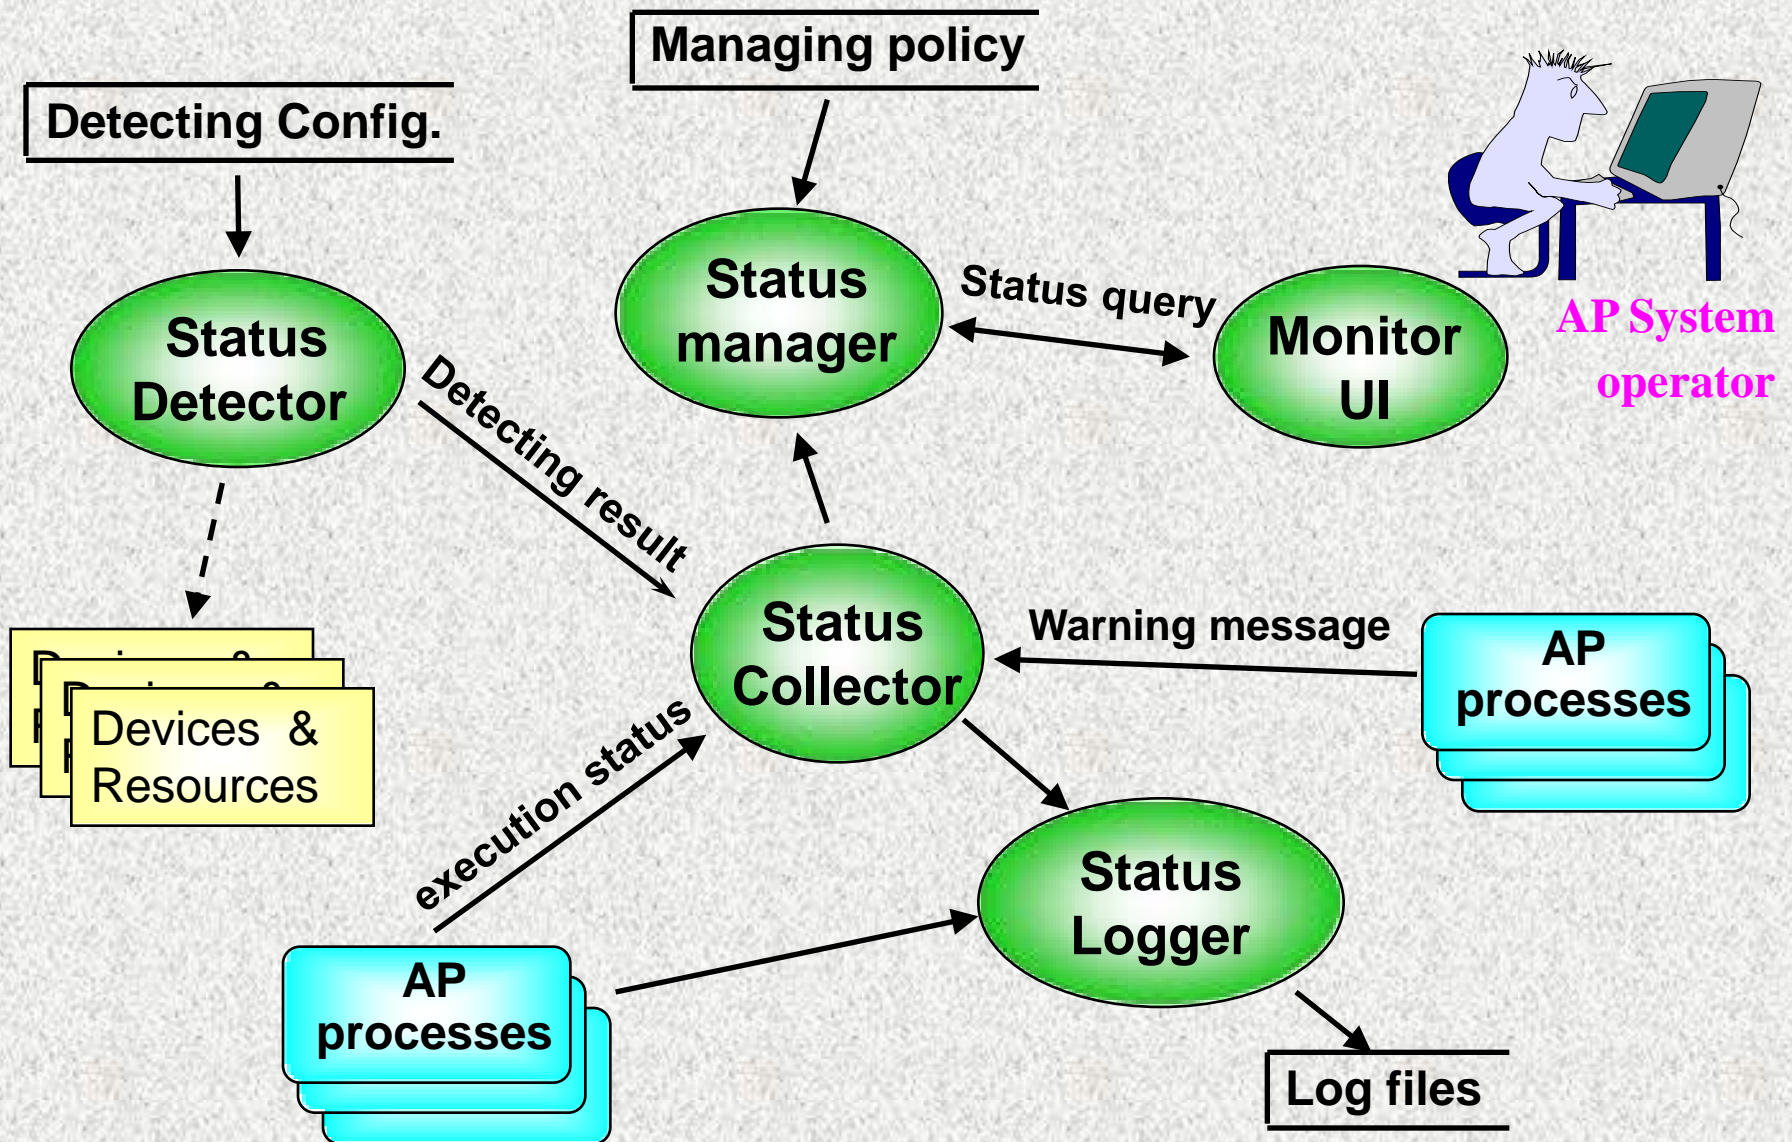 Managing policy
Detecting Config.
Status
manager
Status query
Monitor
UI
AP System
operator
Status
Detector
Detecting result
Status
Collector
Warning message
AP
processes
Devices &
Resources
execution status
Status
Logger
AP
processes
Log files